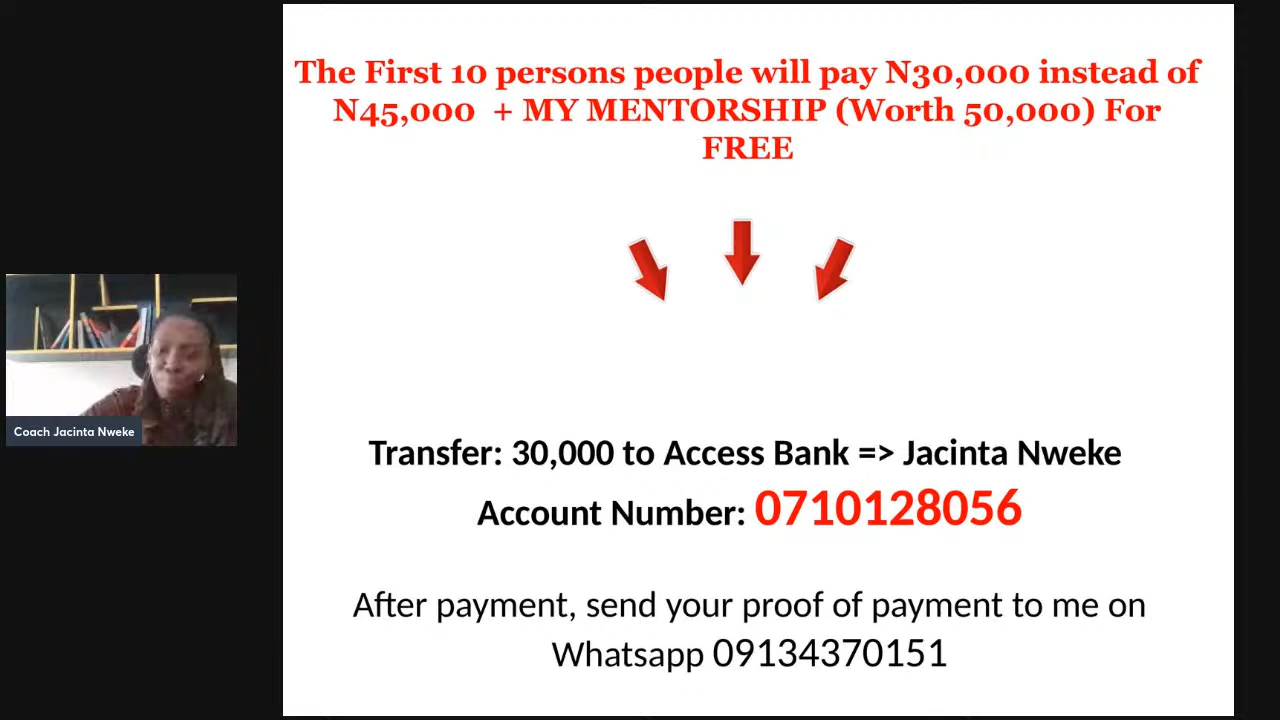 The First 10 persons people will pay N30,000 instead of
N45,000 + MY MENTORSHIP (Worth 50,000) For
FREE
Coach Jacinta Nweke
Transfer: 30,000 to Access Bank => Jacinta Nweke
Account Number: 0710128056
After payment, send your proof of payment to me on
Whatsapp 09134370151